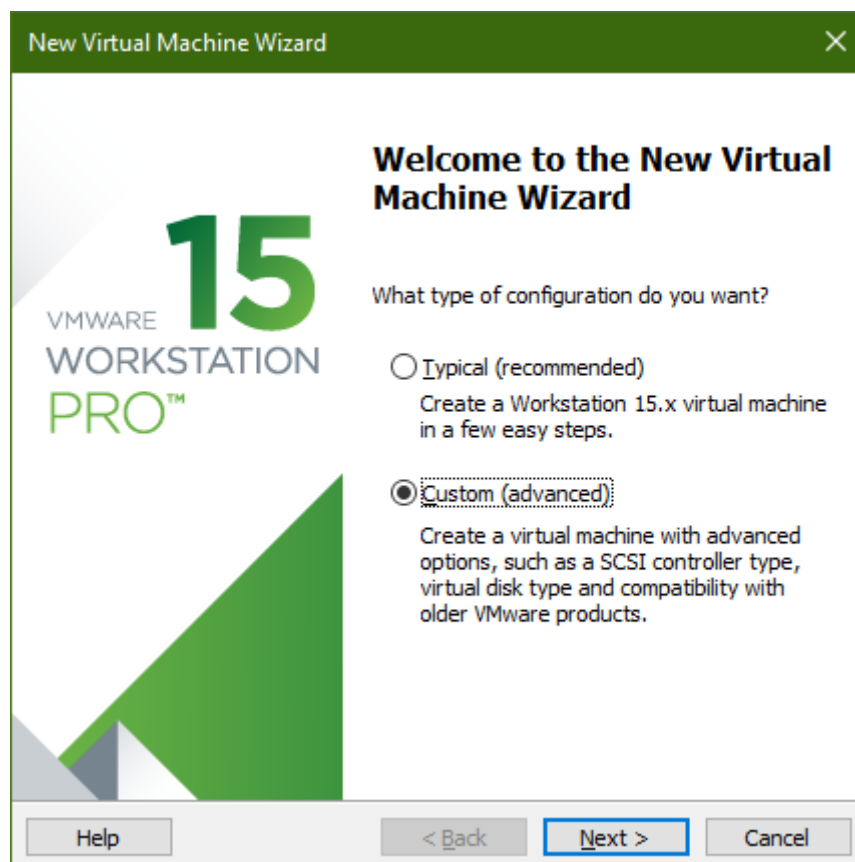 New Virtual Machine Wizard
Welcome to the New Virtual
Machine Wizard
15
VMWARE
WORKSTATION
PRO™
What type of configuration do you want?
Typical (recommended)
Create a Workstation 15.x virtual machine
in a few easy steps.
Custom (advanced)
Create a virtual machine with advanced
options, such as a SCSI controller type,
virtual disk type and compatibility with
older VMware products.
Help
< Back
Next >
Cancel